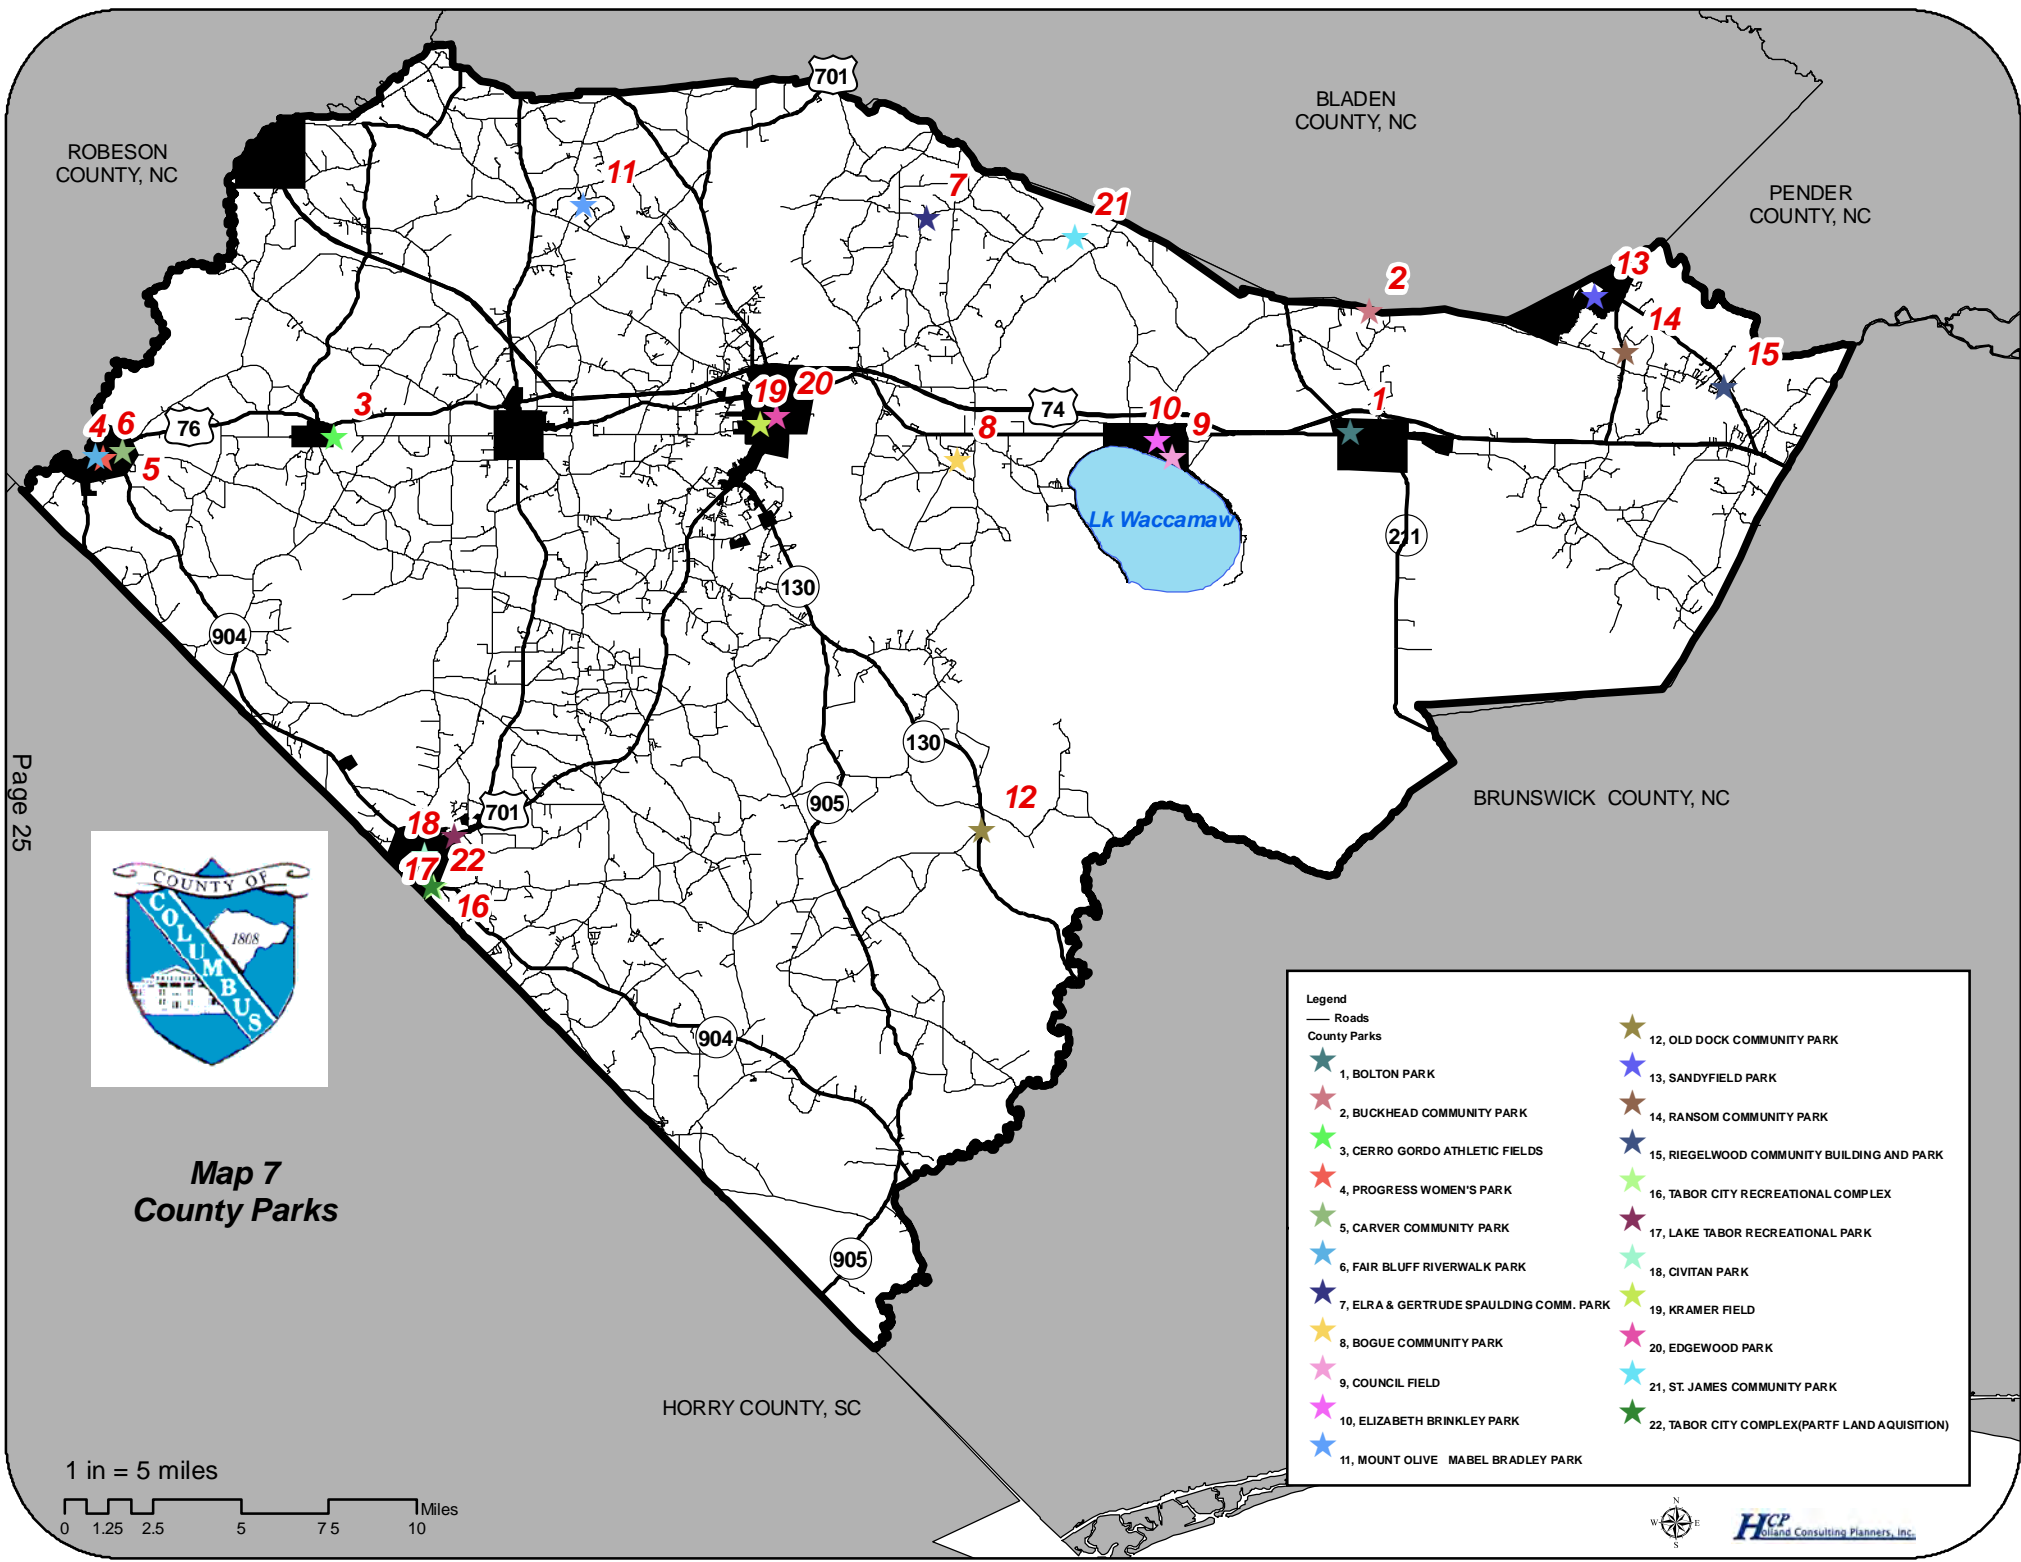 701
BLADEN
COUNTY, NC
ROBESON
COUNTY, NC
PENDER
COUNTY, NC
11
7
21
2
13
14
15
3
19
20
1
4
6
76
74
10
9
8
5
Lk Waccamaw
211
130
904
130
905
12
701
18
17
22
16
BRUNSWICK COUNTY, NC
Page 25
COUNTY OF
COLUMBUS
1808
904
905
Map 7
County Parks
HORRY COUNTY, SC
Legend
Roads
County Parks
1, BOLTON PARK
2, BUCKHEAD COMMUNITY PARK
3, CERRO GORDO ATHLETIC FIELDS
4, PROGRESS WOMEN'S PARK
5, CARVER COMMUNITY PARK
6, FAIR BLUFF RIVERWALK PARK
7, ELRA & GERTRUDE SPAULDING COMM. PARK
8, BOGUE COMMUNITY PARK
9, COUNCIL FIELD
10, ELIZABETH BRINKLEY PARK
11, MOUNT OLIVE MABEL BRADLEY PARK
12, OLD DOCK COMMUNITY PARK
13, SANDYFIELD PARK
14, RANSOM COMMUNITY PARK
15, RIEGELWOOD COMMUNITY BUILDING AND PARK
16, TABOR CITY RECREATIONAL COMPLEX
17, LAKE TABOR RECREATIONAL PARK
18, CIVITAN PARK
19, KRAMER FIELD
20, EDGEWOOD PARK
21, ST. JAMES COMMUNITY PARK
22, TABOR CITY COMPLEX(PARTF LAND AQUISITION)
1 in = 5 miles
0 1.25 2.5 5 7 5 10 Miles
N
W E
S
HCP
Holland Consulting Planners, Inc.